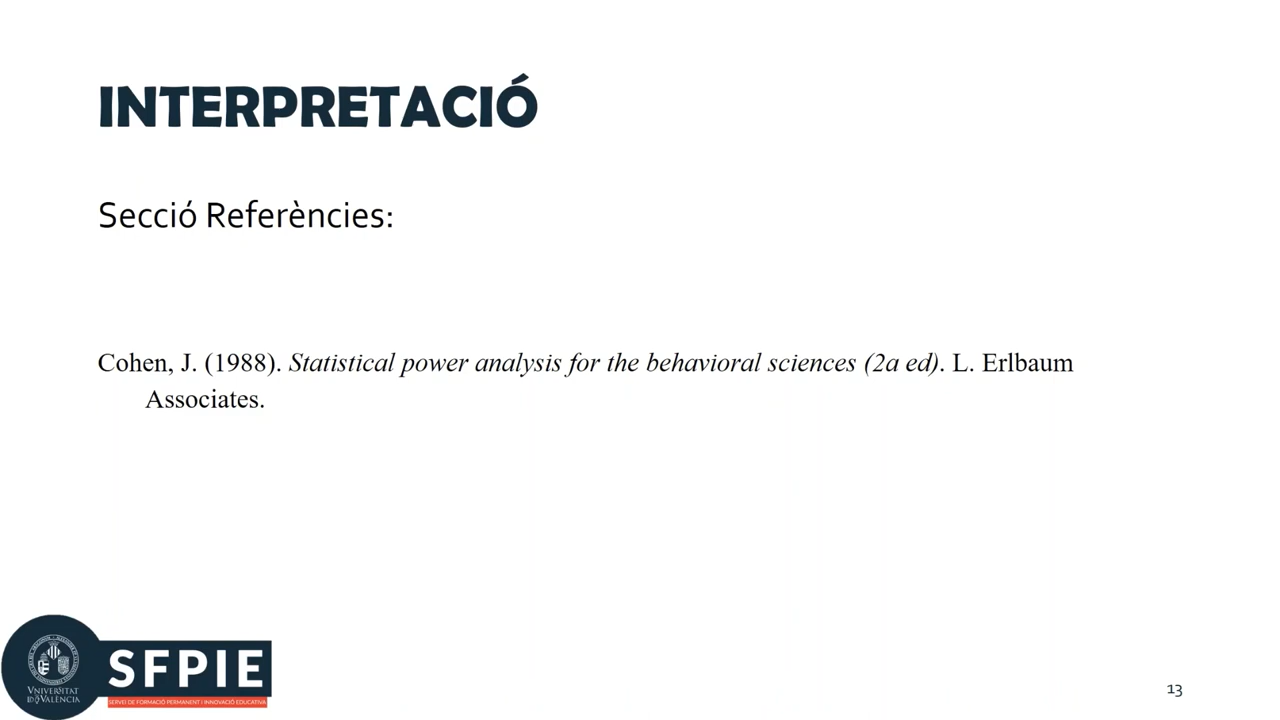 INTERPRETACIÓ
Secció Referències:
Cohen, J. (1988). Statistical power analysis for the behavioral sciences (2a ed). L. Erlbaum
Associates.
VNIVERSITAT
ID VALÈNCIA
SFPIE
SERVEI DE FORMACIÓ PERMANENT I INNOVACIÓ EDUCATIVA
13